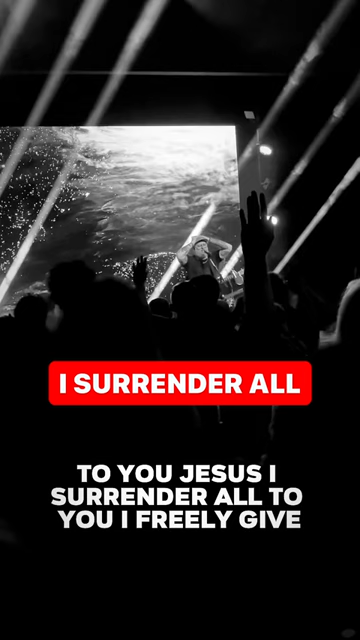 I SURRENDER ALL
TO YOU JESUS I
SURRENDER ALL TO
YOU I FREELY GIVE